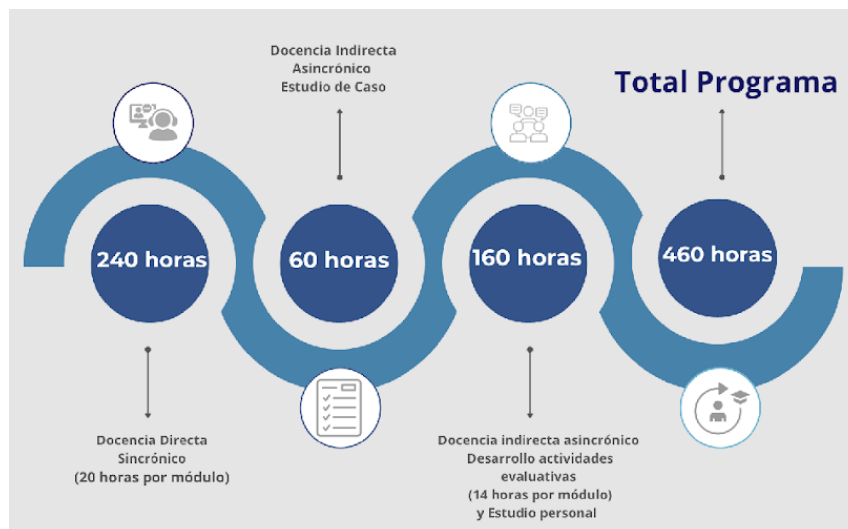 Docencia Indirecta
Asincrónico
Estudio de Caso
Total Programa
240 horas
60 horas
160 horas
460 horas
Docencia Directa
Sincrónico
(20 horas por módulo)
Docencia indirecta asincrónico
Desarrollo actividades
evaluativas
(14 horas por módulo)
y Estudio personal